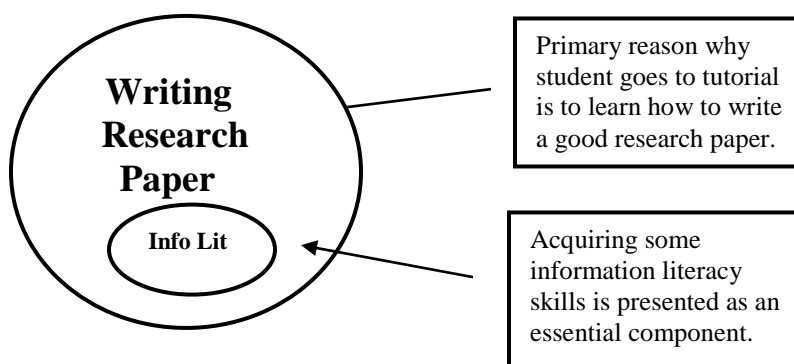 Writing
Research
Paper
Info Lit
Primary reason why
student goes to tutorial
is to learn how to write
a good research paper.
Acquiring some
information literacy
skills is presented as an
essential component.